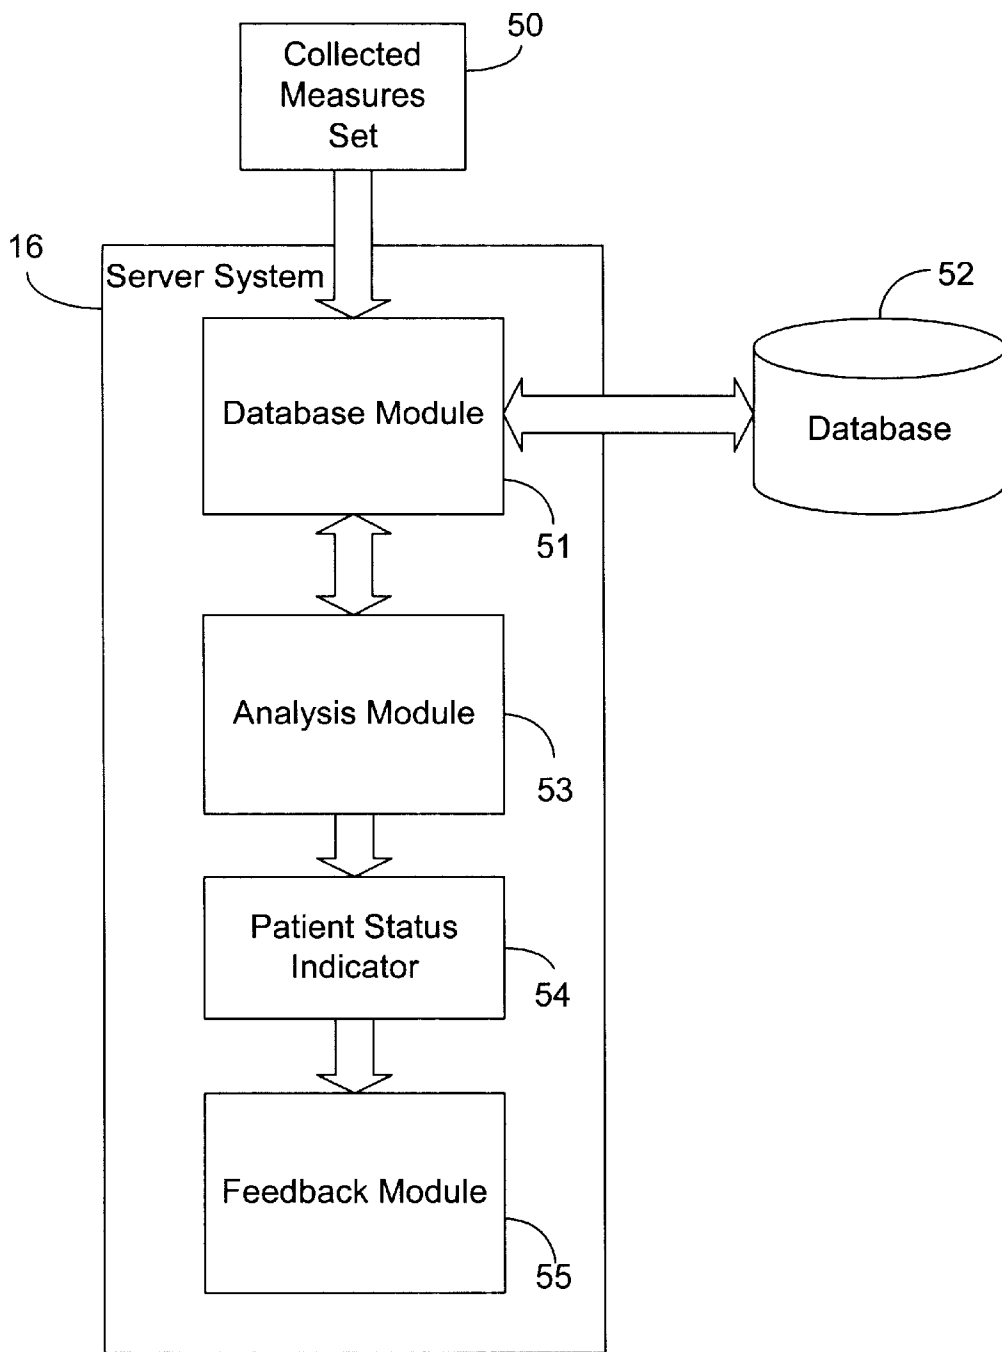 50
Collected
Measures
Set
16
Server System
52
Database Module
Database
51
Analysis Module
53
Patient Status
Indicator
54
Feedback Module
55